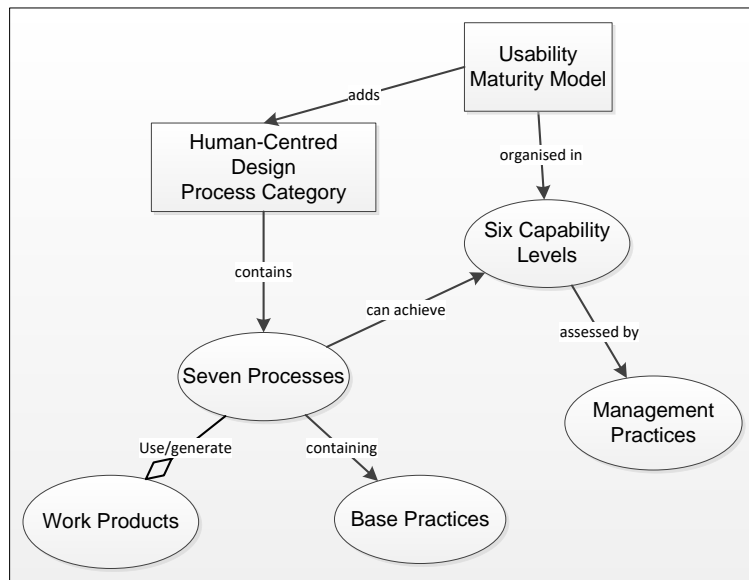 Usability
Maturity Model
adds
Human-Centred
Design
Process Category
organised in
Six Capability
Levels
contains
can achieve
assessed by
Seven Processes
Management
Practices
Use/generate
containing
Work Products
Base Practices